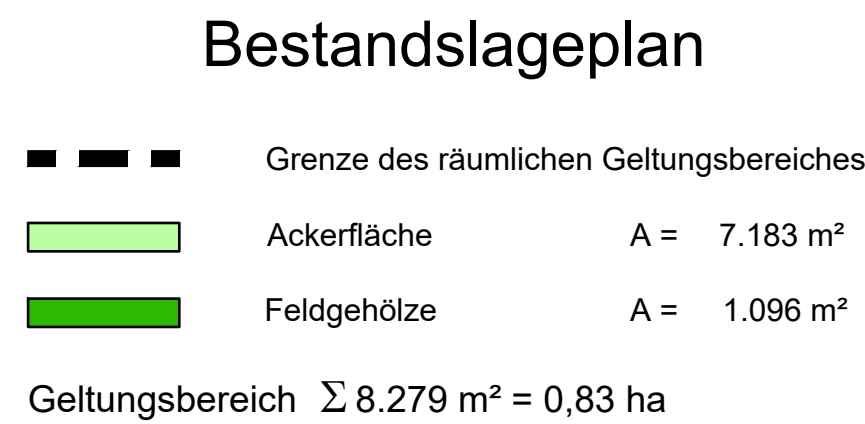 Bestandslageplan
Grenze des räumlichen Geltungsbereiches
Ackerfläche A = 7.183 m²
Feldgehölze A = 1.096 m²
Geltungsbereich Σ 8.279 m² = 0,83 ha